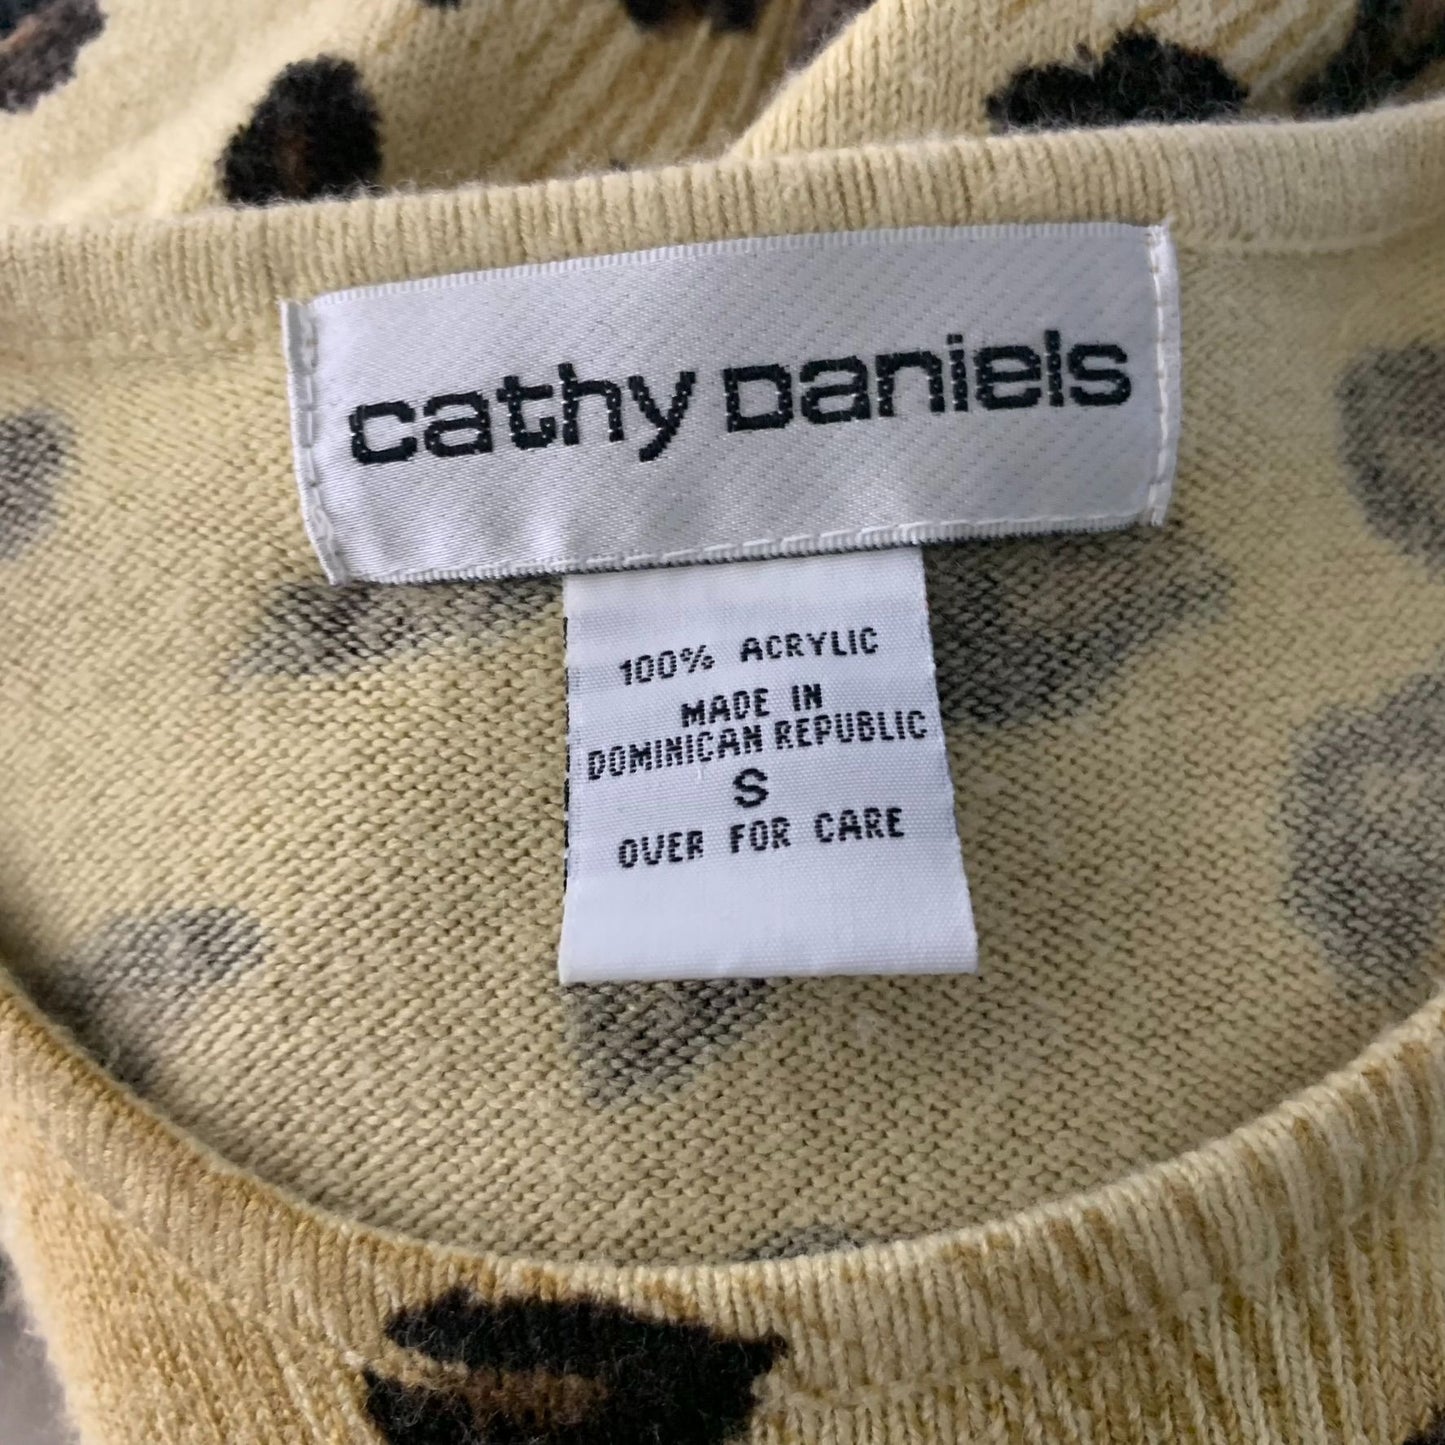 cathy Daniels
100% ACRYLIC
MADE IN
DOMINICAN REPUBLIC
S
OVER FOR CARE